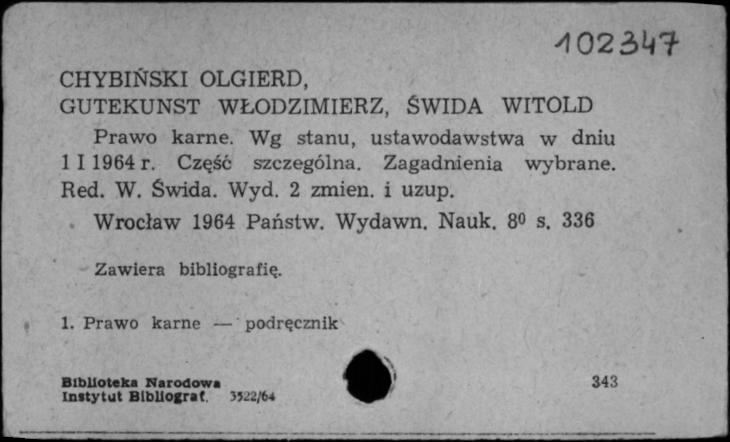 102347
CHYBIŃSKI OLGIERD,
GUTEKUNST WŁODZIMIERZ, ŚWIDA WITOLD
Prawo karne. Wg stanu, ustawodawstwa w dniu
1 I 1964 r. Część szczególna. Zagadnienia wybrane.
Red. W. Świda. Wyd. 2 zmien. i uzup.
Wrocław 1964 Państw. Wydawn. Nauk. 8⁰ s. 336
Zawiera bibliografię.
1. Prawo karne — podręcznik
Biblioteka Narodowa 343
Instytut Bibliograf. 3522/64